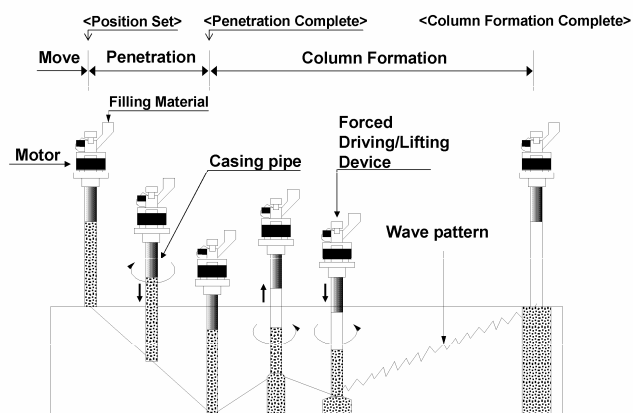 <Position Set>
<Penetration Complete>
<Column Formation Complete>
Move
Penetration
Column Formation
Filling Material
Motor
Casing pipe
Forced
Driving/Lifting
Device
Wave pattern